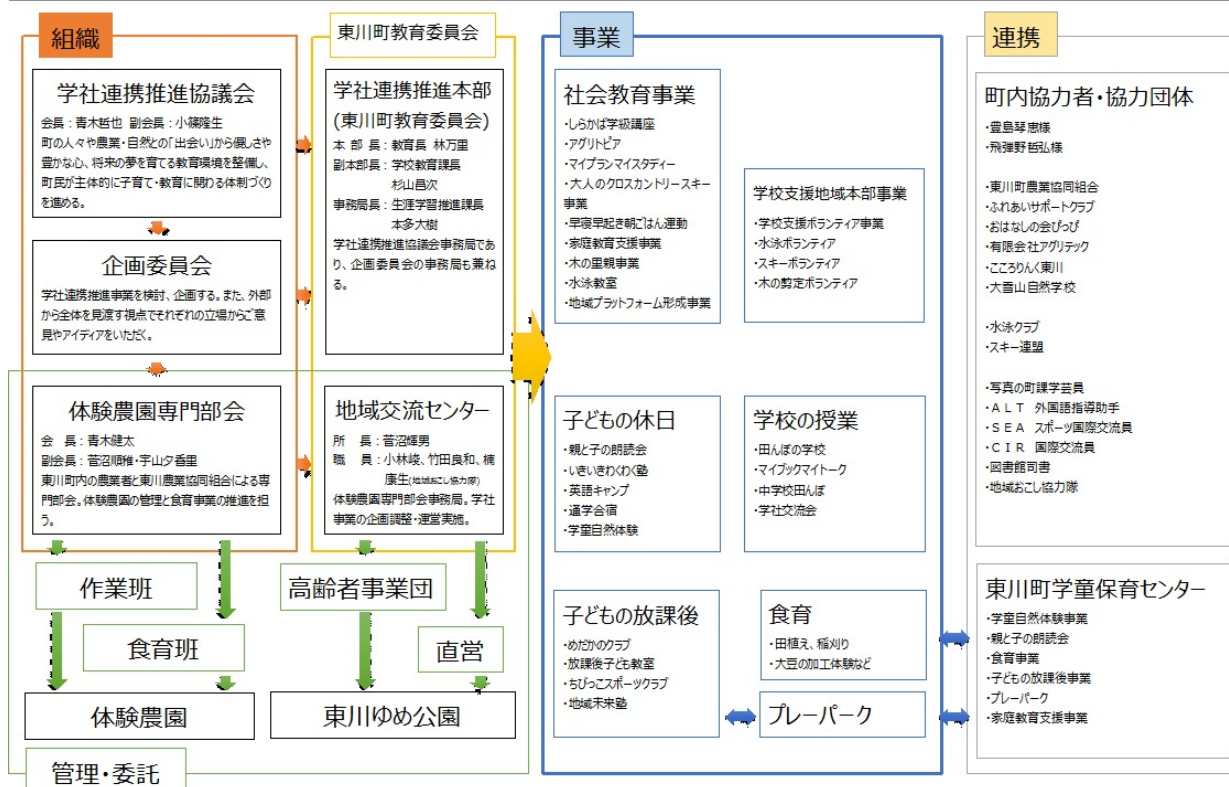 組織
学社連携推進協議会
会長：青木哲也 副会長：小篠隆生
町の人々や農業・自然との「出会い」から優しさや
豊かな心、将来の夢を育てる教育環境を整備し、
町民が主体的に子育て・教育に関わる体制づくり
を進める。
企画委員会
学社連携推進事業を検討、企画する。また、外部
から全体を見渡す視点でそれぞれの立場からご意
見やアイディアをいただく。
体験農園専門部会
会 長：青木健太
副会長：菅沼順稚・宇山夕香里
東川町内の農業者と東川農業協同組合による専
門部会。体験農園の管理と食育事業の推進を担
う。
東川町教育委員会
学社連携推進本部
(東川町教育委員会)
本 部 長：教育長 林万里
副本部長：学校教育課長
杉山昌次
事務局長：生涯学習推進課長
本多大樹
学社連携推進協議会事務局であ
り、企画委員会の事務局も兼ね
る。
地域交流センター
所 長：菅沼輝男
職 員：小林峻、竹田良和、楠
康生(地域おこし協力隊)
体験農園専門部会事務局。学社
事業の企画調整・運営実施。
作業班
食育班
高齢者事業団
直営
体験農園
東川ゆめ公園
管理・委託
事業
社会教育事業
・しらかば学級講座
・アグリトピア
・マイプランマイスタディー
・大人のクロスカントリースキー
事業
・早寝早起き朝ごはん運動
・家庭教育支援事業
・木の里親事業
・水泳教室
・地域プラットフォーム形成事業
学校支援地域本部事業
・学校支援ボランティア事業
・水泳ボランティア
・スキーボランティア
・木の剪定ボランティア
子どもの休日
・親と子の朗読会
・いきいきわくわく塾
・英語キャンプ
・通学合宿
・学童自然体験
学校の授業
・田んぼの学校
・マイブックマイトーク
・中学校田んぼ
・学社交流会
子どもの放課後
・めだかのクラブ
・放課後子ども教室
・ちびっこスポーツクラブ
・地域未来塾
食育
・田植え、稲刈り
・大豆の加工体験など
プレーパーク
連携
町内協力者・協力団体
・豊島琴恵様
・飛弾野哲弘様
・東川町農業協同組合
・ふれあいサポートクラブ
・おはなしの会ぴっぴ
・有限会社アグリテック
・こころりんく東川
・大雪山自然学校
・水泳クラブ
・スキー連盟
・写真の町課学芸員
・ＡＬＴ 外国語指導助手
・ＳＥＡ スポーツ国際交流員
・ＣＩＲ 国際交流員
・図書館司書
・地域おこし協力隊
東川町学童保育センター
・学童自然体験事業
・親と子の朗読会
・食育事業
・子どもの放課後事業
・プレーパーク
・家庭教育支援事業